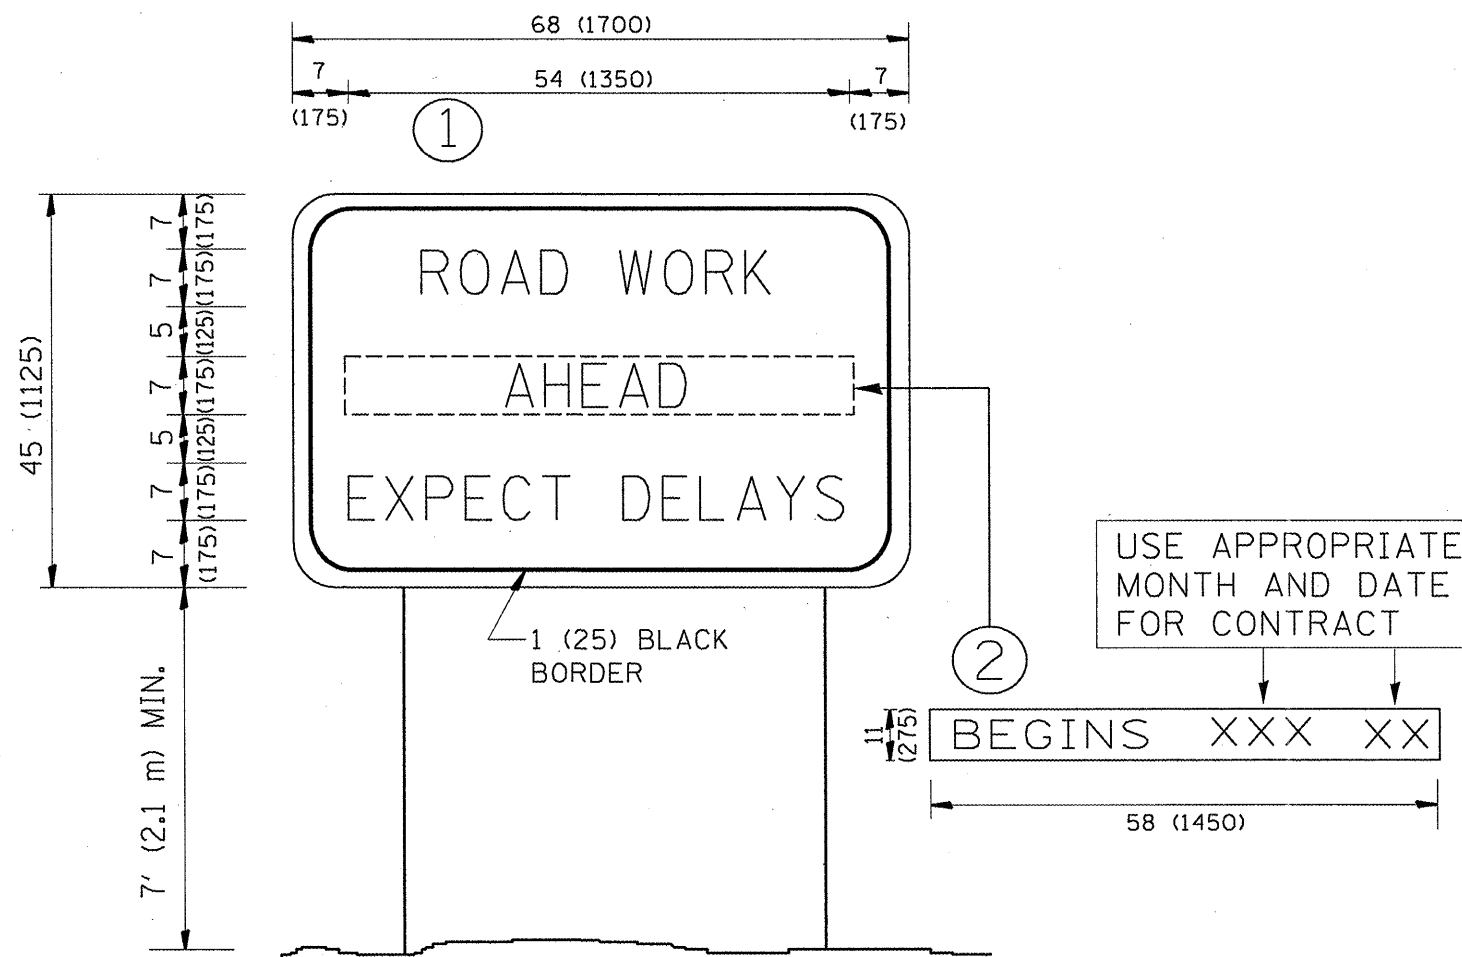 68 (1700)
7 54 (1350) 7
(175) (175)
1
45 (1125)
7 (175)
7 (175)
5 (125)
7 (175)
5 (125)
7 (175)
7 (175)
7' (2.1 m) MIN.
ROAD WORK
AHEAD
EXPECT DELAYS
1 (25) BLACK
BORDER
2
USE APPROPRIATE
MONTH AND DATE
FOR CONTRACT
11
(275)
BEGINS XXX XX
58 (1450)